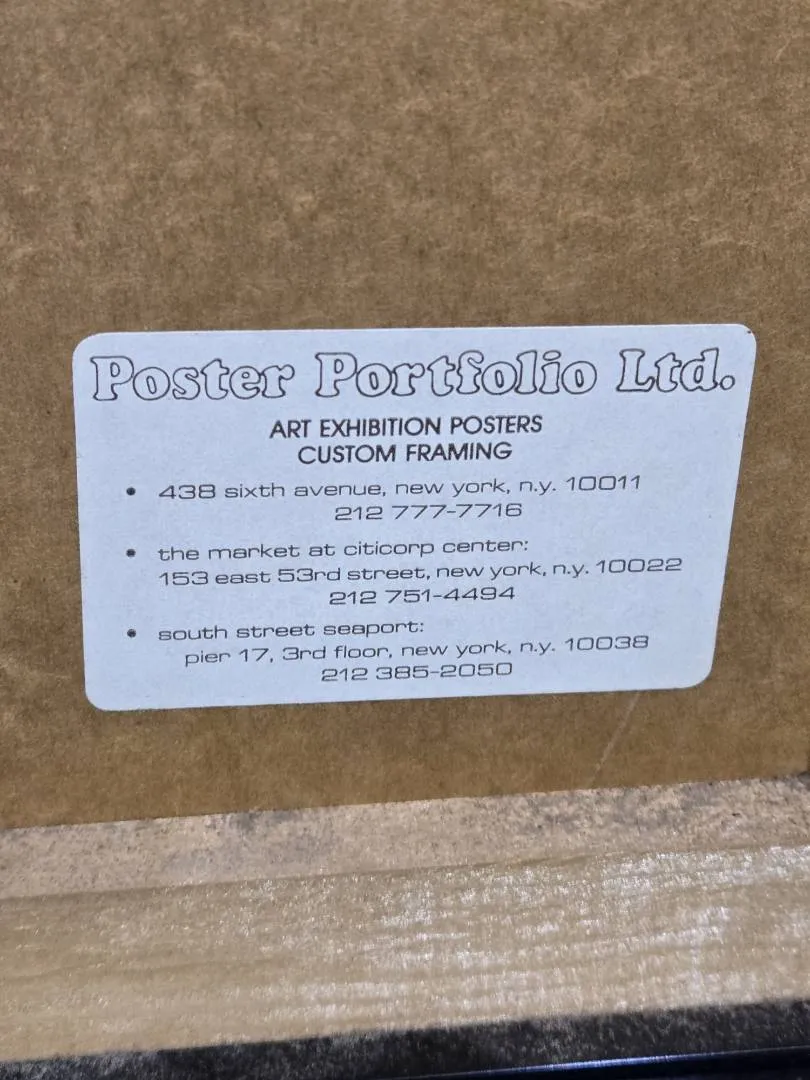 Poster Portfolio Ltd.
ART EXHIBITION POSTERS
CUSTOM FRAMING
• 438 sixth avenue, new york, n.y. 10011
212 777-7716
• the market at citicorp center:
153 east 53rd street, new york, n.y. 10022
212 751-4494
• south street seaport:
pier 17, 3rd floor, new york, n.y. 10038
212 385-2050